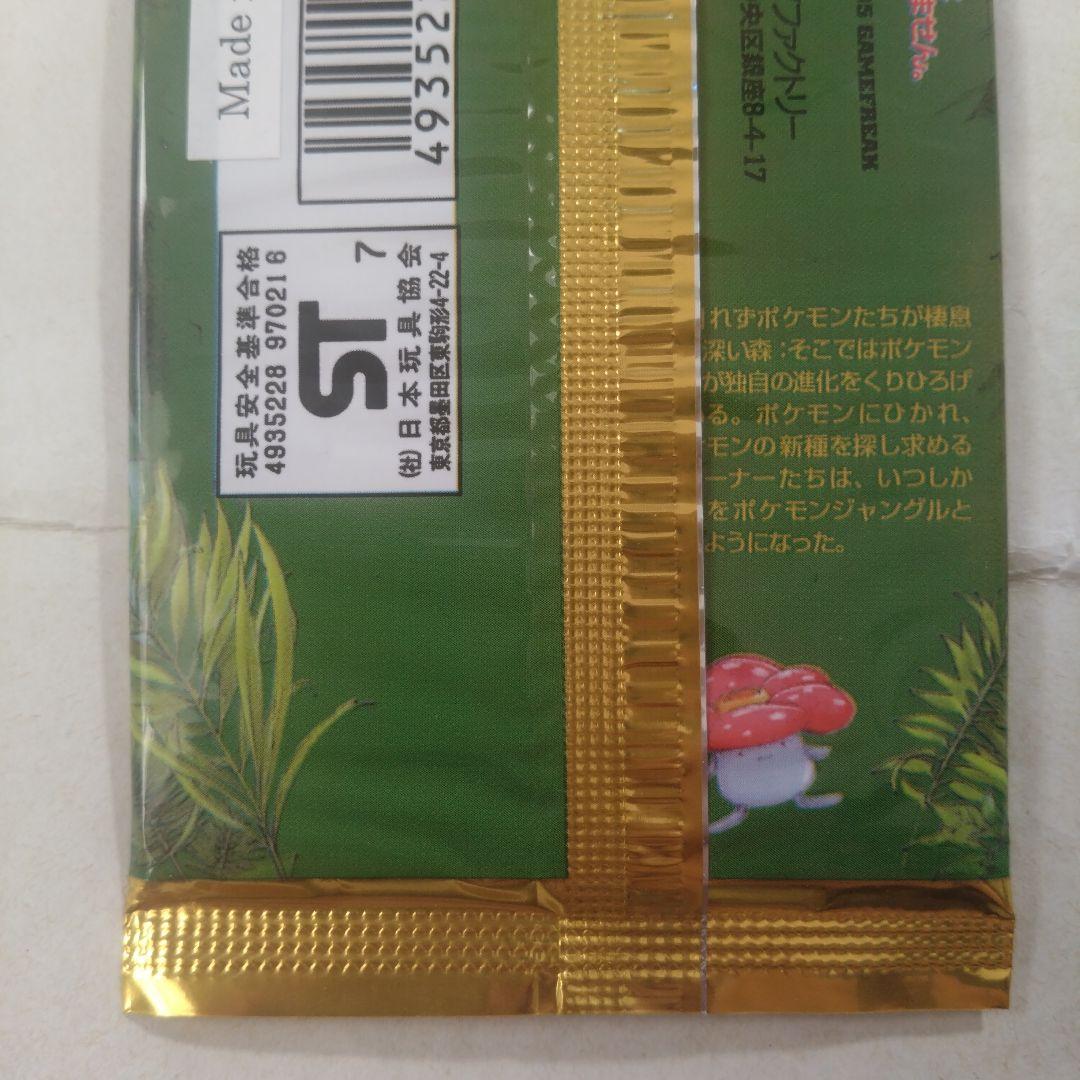 Made
49352
玩具安全基準合格
4935228 970216
ST
7
(社)日本玩具協会
東京都墨田区東駒形4-22-4
ません。
GAMEFREAK
ファクトリー
央区銀座8-4-17
れずポケモンたちが棲息
深い森:そこではポケモン
が独自の進化をくりひろげ
る。ポケモンにひかれ、
モンの新種を探し求める
ーナーたちは、いつしか
をポケモンジャングルと
ようになった。